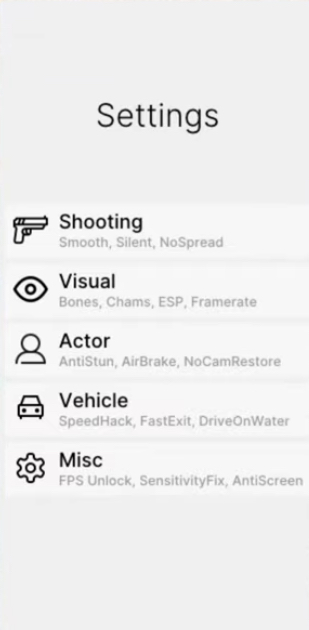 Settings
Shooting
Smooth, Silent, NoSpread
Visual
Bones, Chams, ESP, Framerate
Actor
AntiStun, AirBrake, NoCamRestore
Vehicle
SpeedHack, FastExit, DriveOnWater
Misc
FPS Unlock, SensitivityFix, AntiScreen